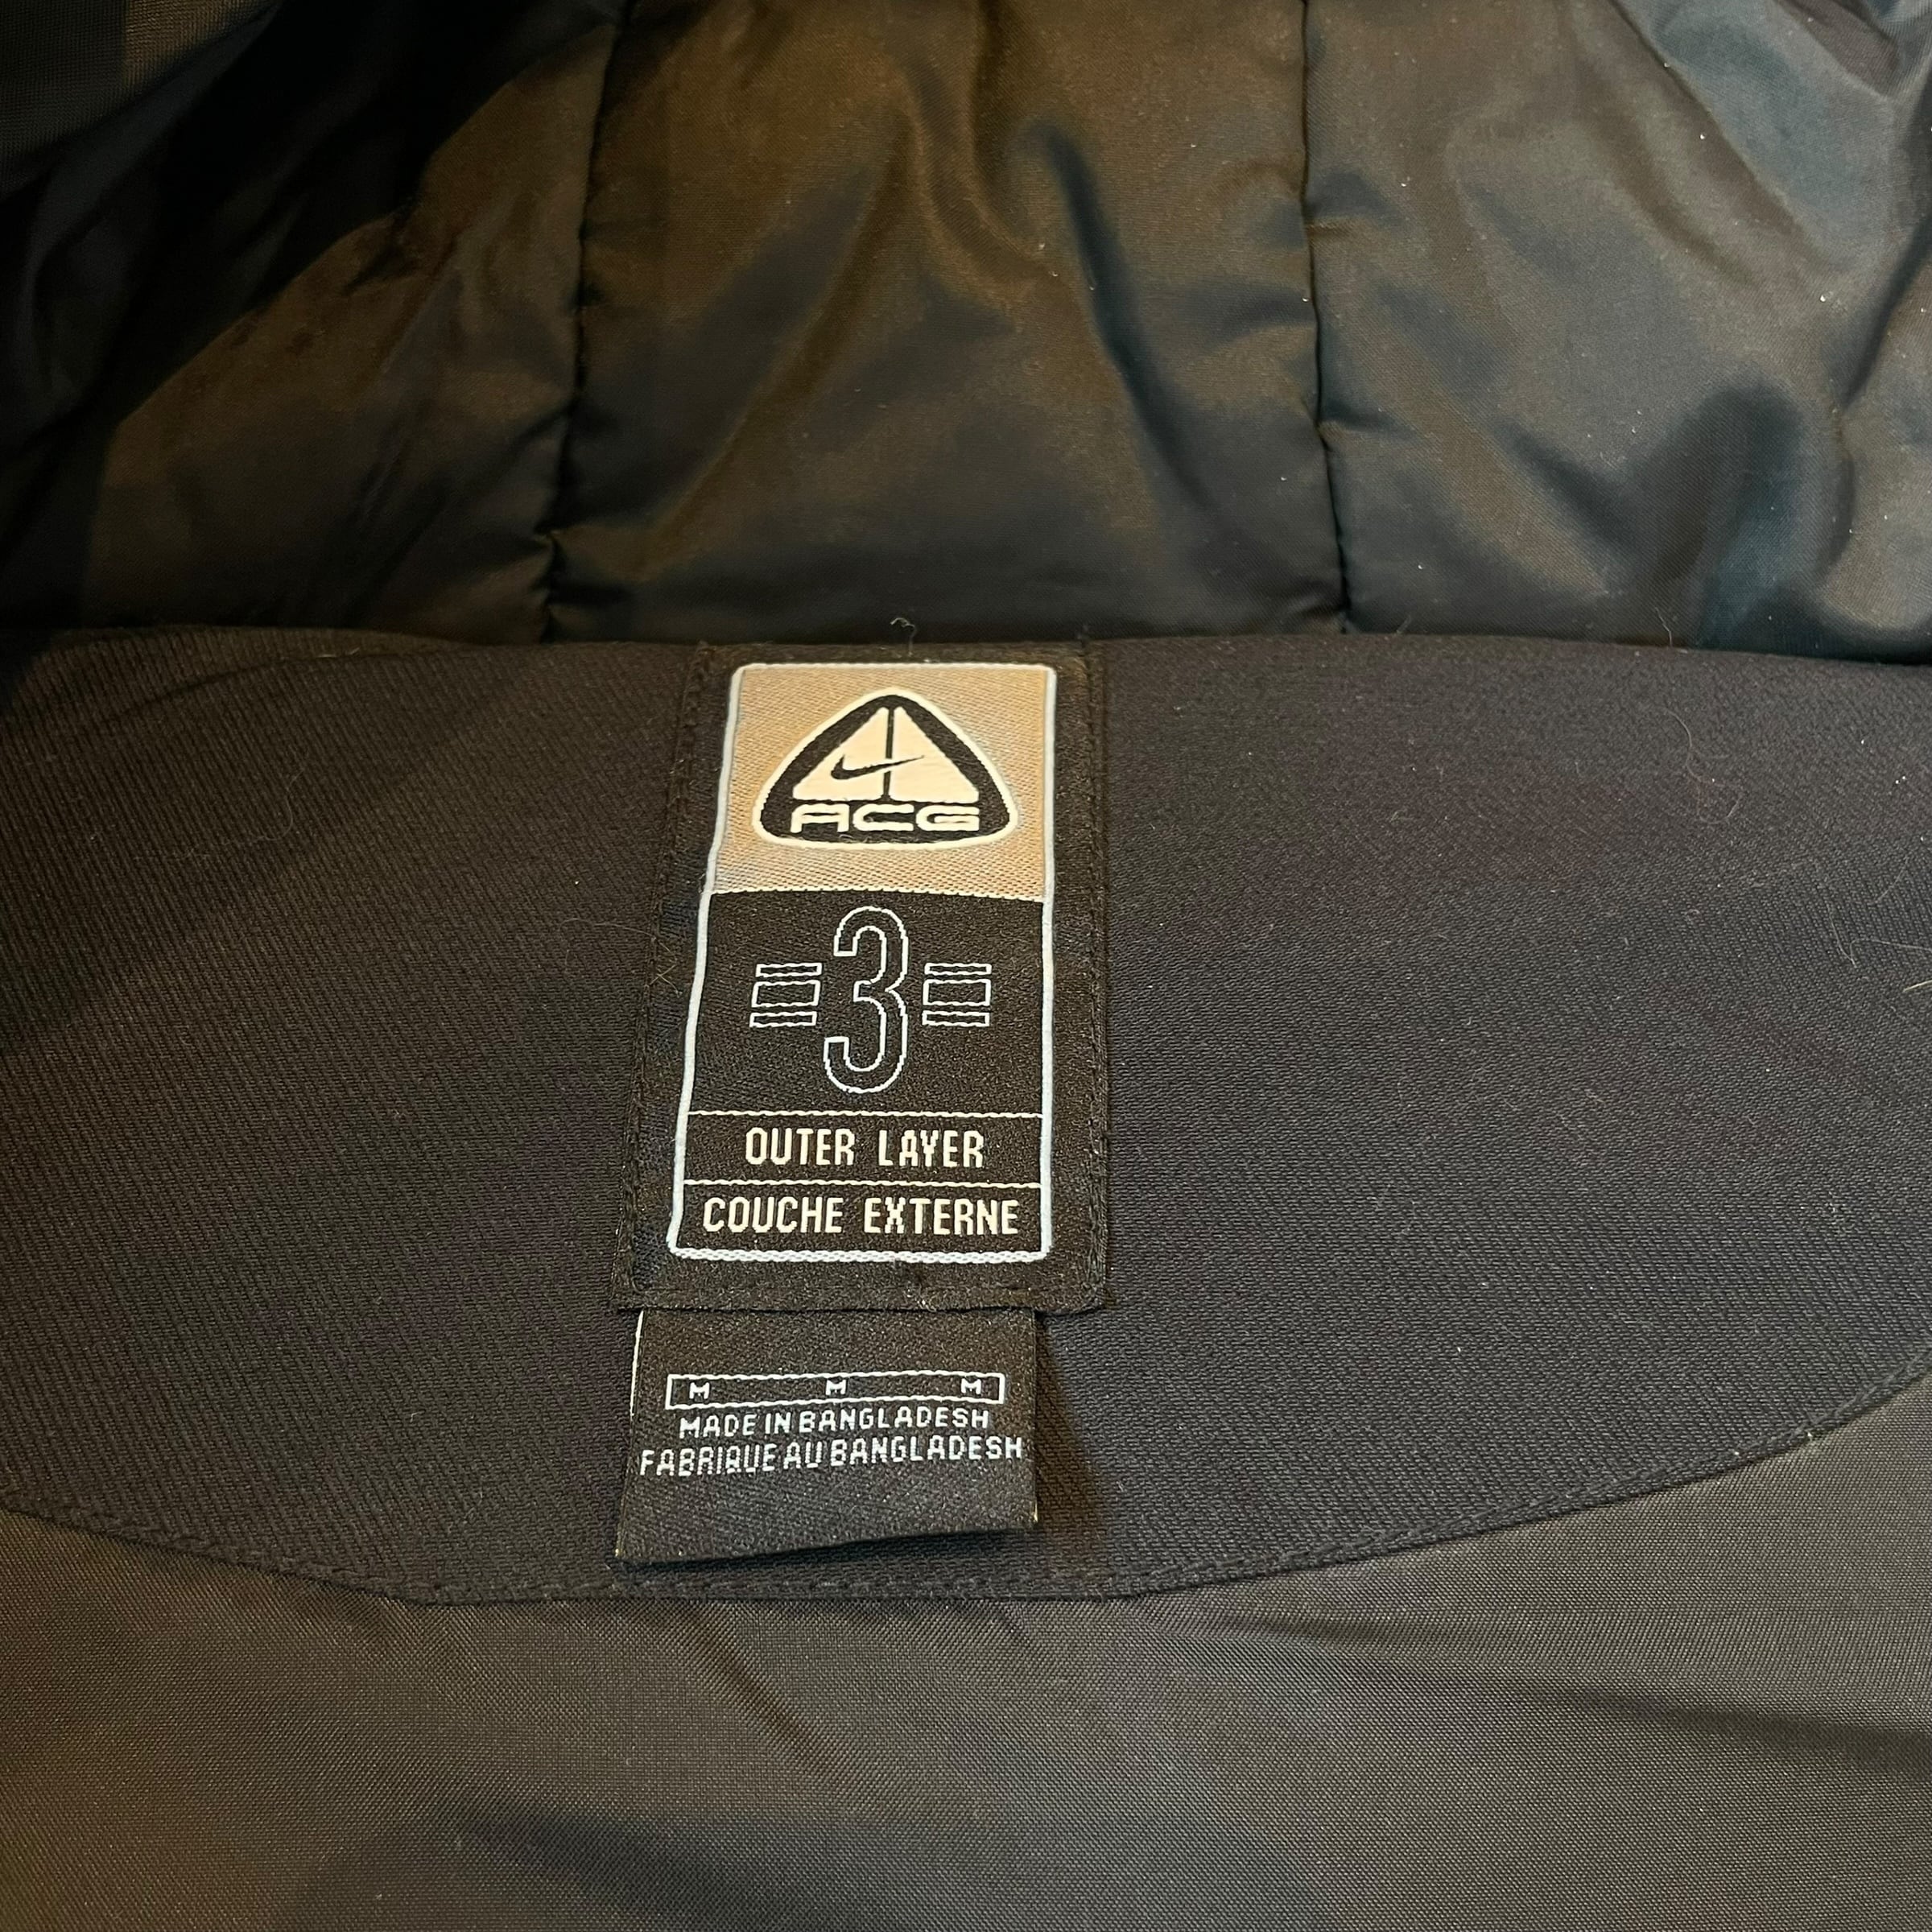 ACG
3
OUTER LAYER
COUCHE EXTERNE
M M M
MADE IN BANGLADESH
FABRIQUE AU BANGLADESH